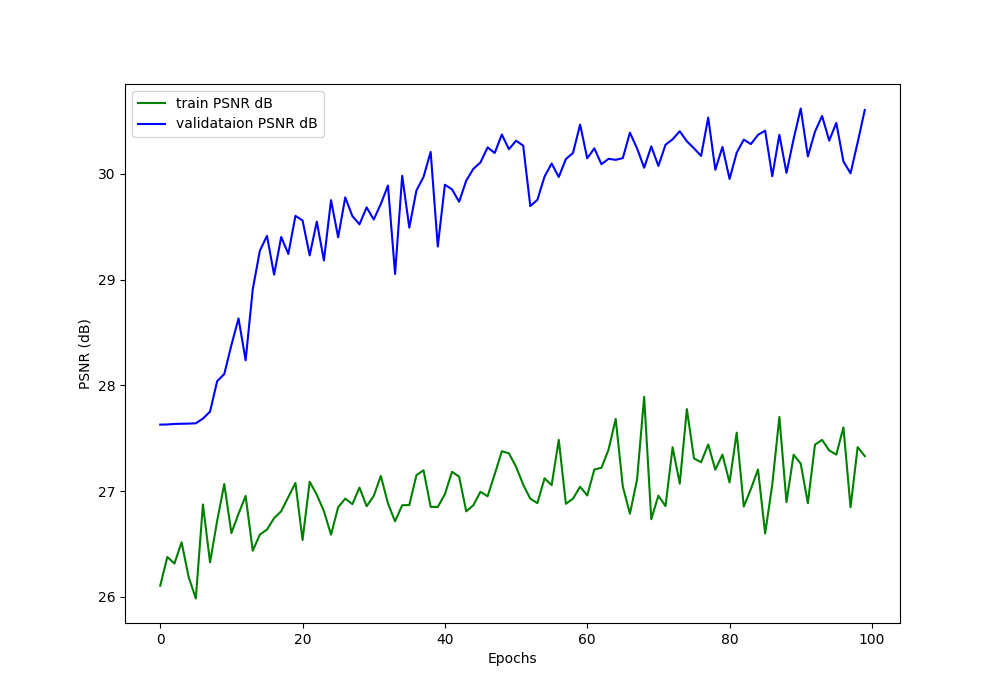 train PSNR dB
validataion PSNR dB
30
29
28
27
26
PSNR (dB)
0 20 40 60 80 100
Epochs